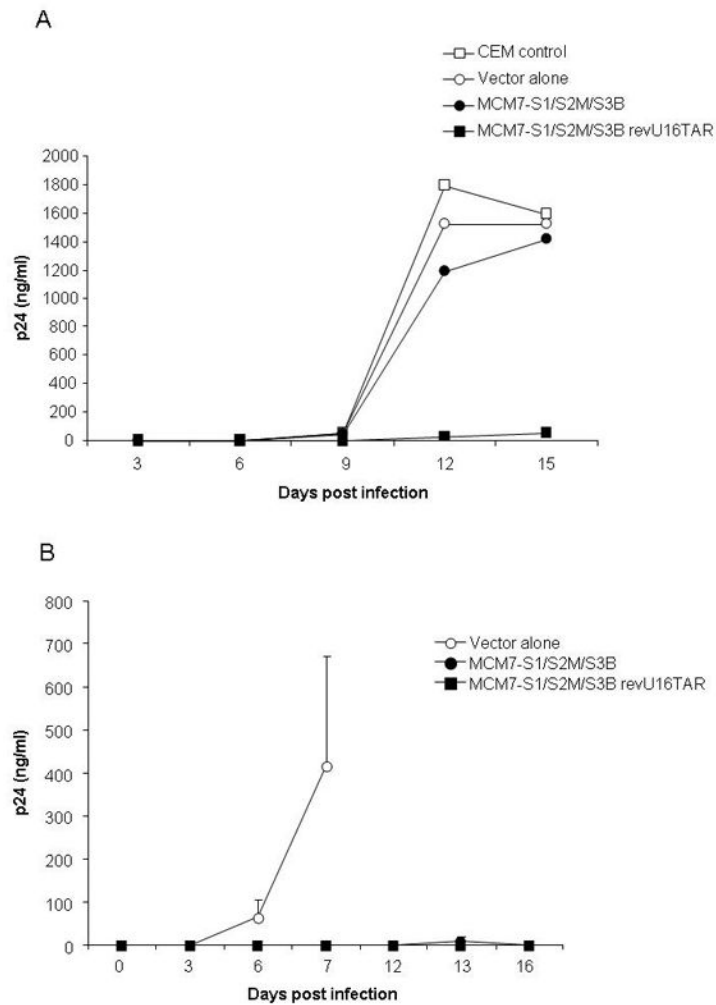 A
CEM control
Vector alone
MCM7-S1/S2M/S3B
MCM7-S1/S2M/S3B revU16TAR
2000
1800
1600
1400
1200
1000
800
600
400
200
0
p24 (ng/ml)
3 6 9 12 15
Days post infection
B
Vector alone
MCM7-S1/S2M/S3B
MCM7-S1/S2M/S3B revU16TAR
800
700
600
500
400
300
200
100
0
p24 (ng/ml)
0 3 6 7 12 13 16
Days post infection